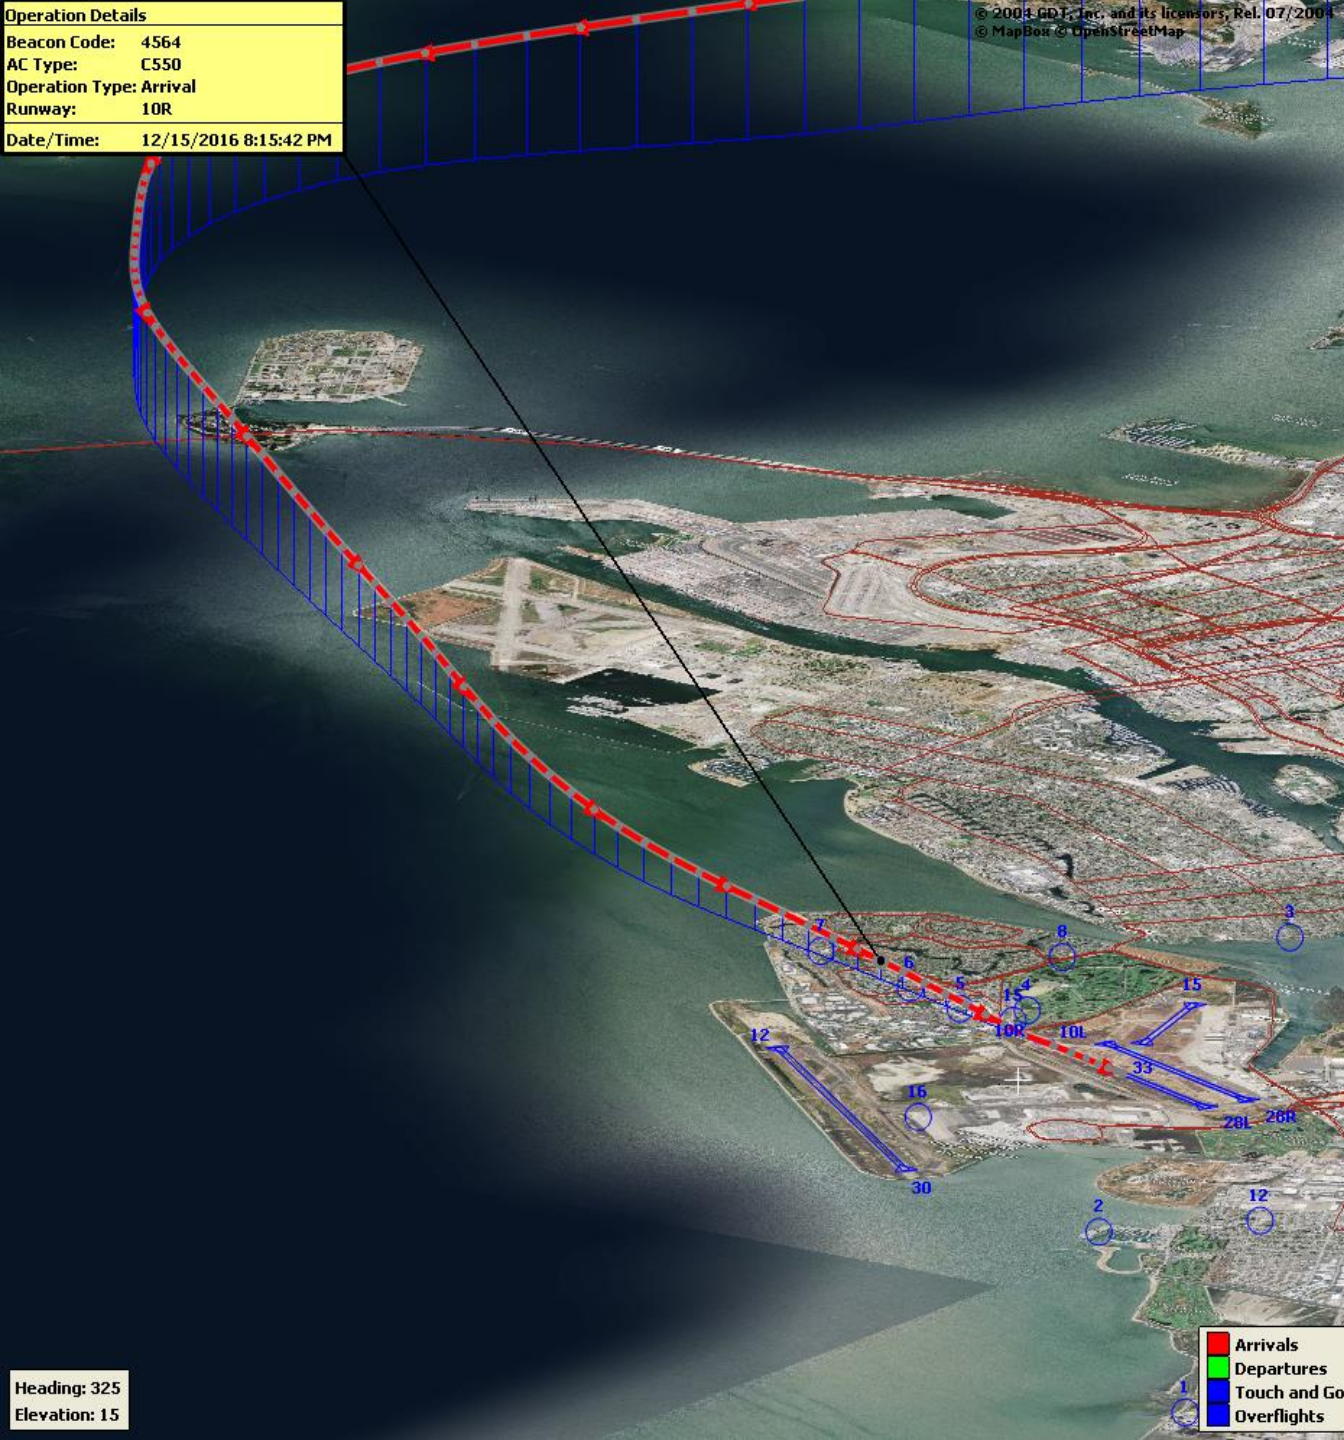 Operation Details
Beacon Code: 4564
AC Type: C550
Operation Type: Arrival
Runway: 10R
Date/Time: 12/15/2016 8:15:42 PM
© 2004 GDT, Inc. and its licensors, Rel. 07/2004
© MapBox © OpenStreetMap
7
8
3
6
5
15
4
15
10R
10L
12
33
16
28L
28R
30
2
12
1
Heading: 325
Elevation: 15
Arrivals
Departures
Touch and Go
Overflights